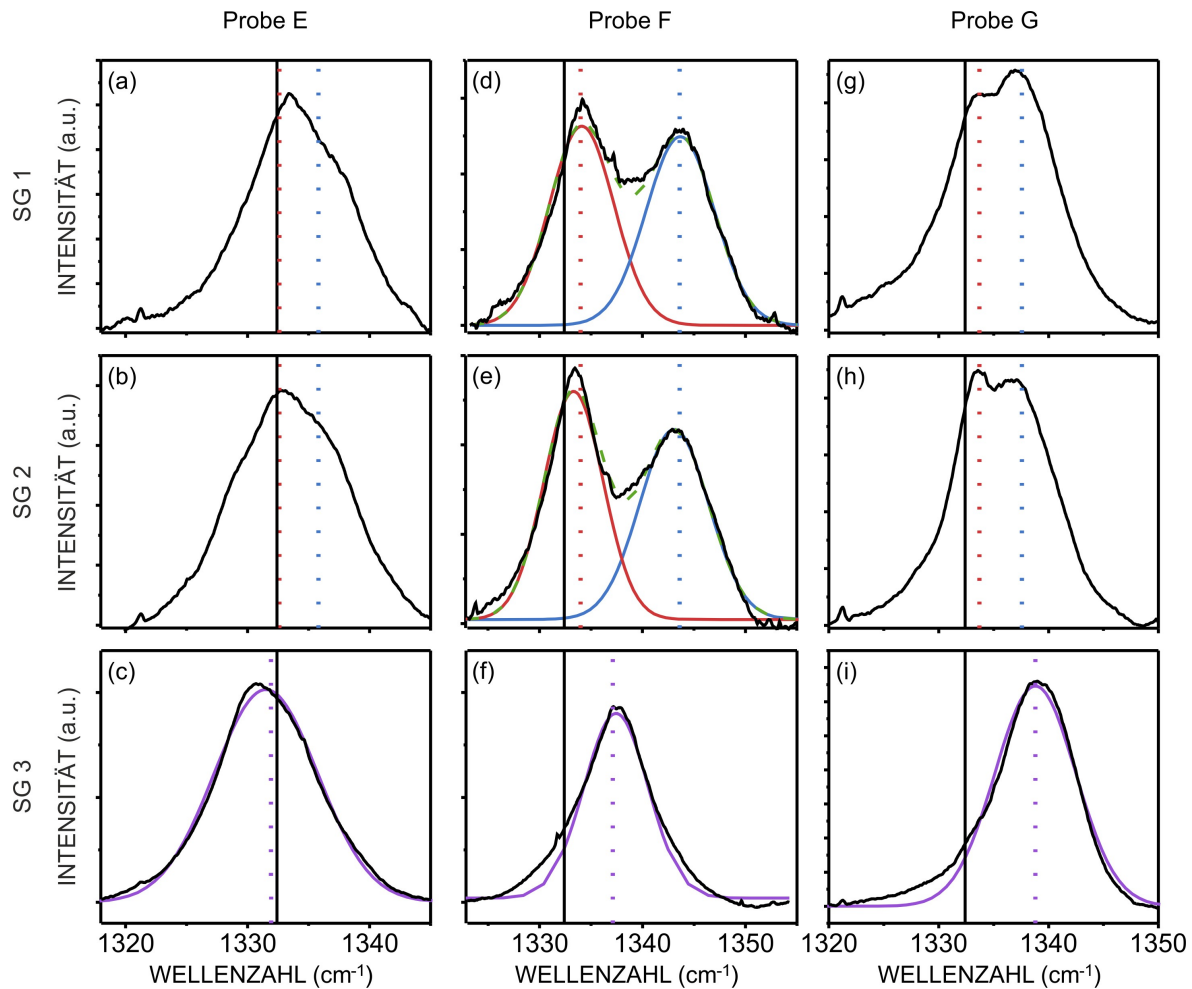 Probe E Probe F Probe G
SG 1
INTENSITÄT (a.u.)
(a) (d) (g)
SG 2
INTENSITÄT (a.u.)
(b) (e) (h)
SG 3
INTENSITÄT (a.u.)
(c) (f) (i)
1320 1330 1340 1330 1340 1350 1320 1330 1340 1350
WELLENZAHL (cm-1) WELLENZAHL (cm-1) WELLENZAHL (cm-1)